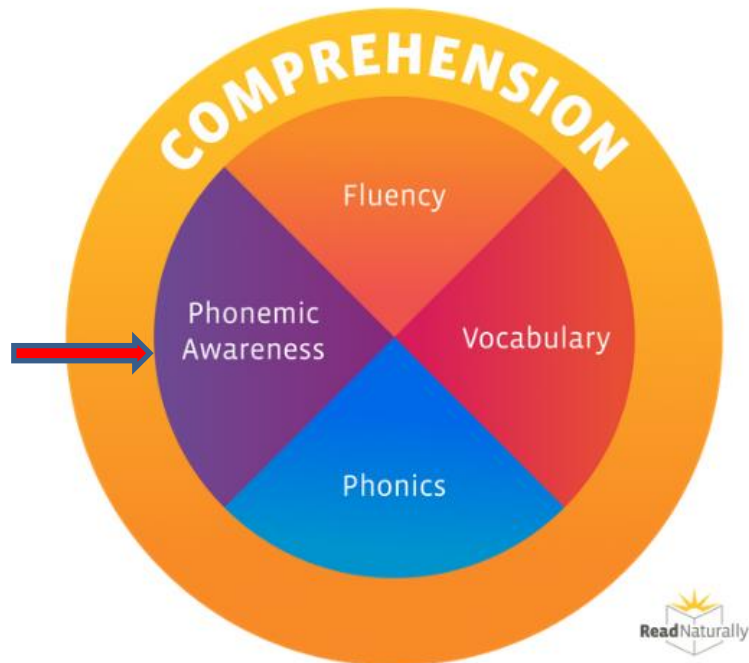 COMPREHENSION
Fluency
Phonemic
Awareness
Vocabulary
Phonics
ReadNaturally